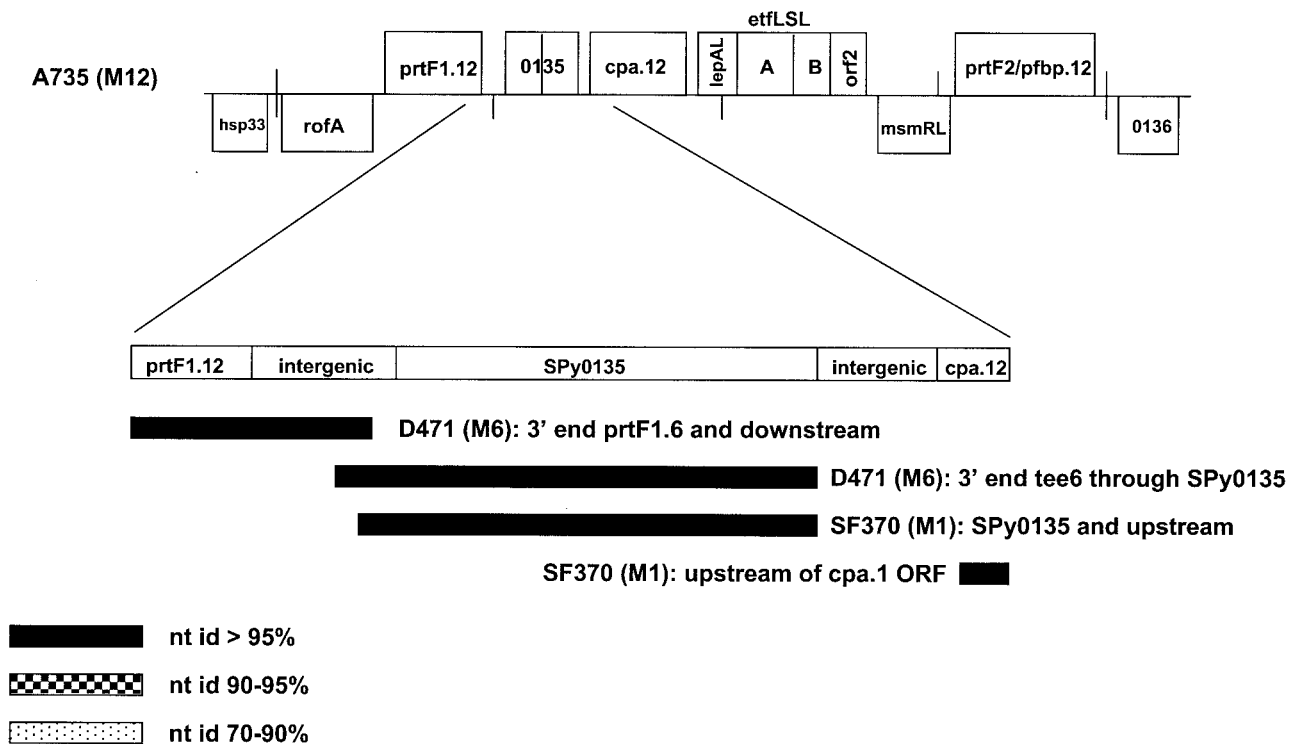 etfLSL
A735 (M12)
prtF1.12
0135
cpa.12
lepAL
A
B
orf2
prtF2/pfbp.12
hsp33
rofA
msmRL
0136
prtF1.12
intergenic
SPy0135
intergenic
cpa.12
D471 (M6): 3' end prtF1.6 and downstream
D471 (M6): 3' end tee6 through SPy0135
SF370 (M1): SPy0135 and upstream
SF370 (M1): upstream of cpa.1 ORF
nt id > 95%
nt id 90-95%
nt id 70-90%